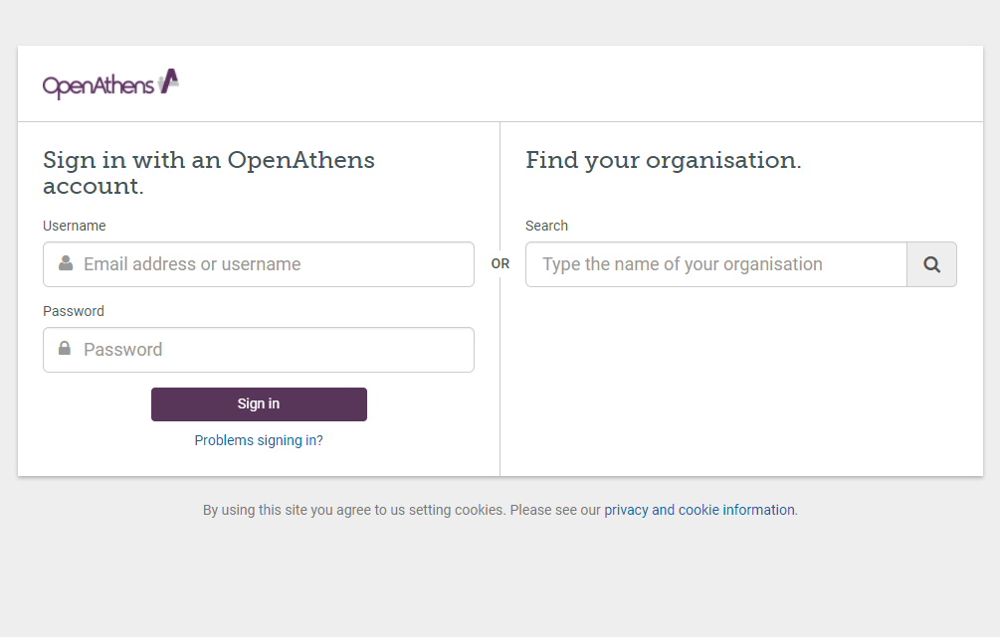 OpenAthens
Sign in with an OpenAthens
account.
Username
Email address or username
Password
Password
Sign in
Problems signing in?
OR
Find your organisation.
Search
Type the name of your organisation
By using this site you agree to us setting cookies. Please see our privacy and cookie information.